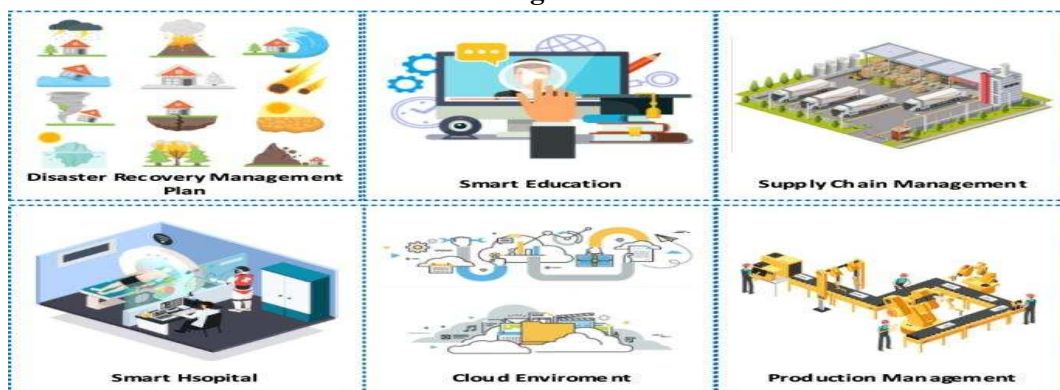 Disaster Recovery Management
Plan
Smart Education
Supply Chain Management
Smart Hsopital
Cloud Enviroment
Production Management